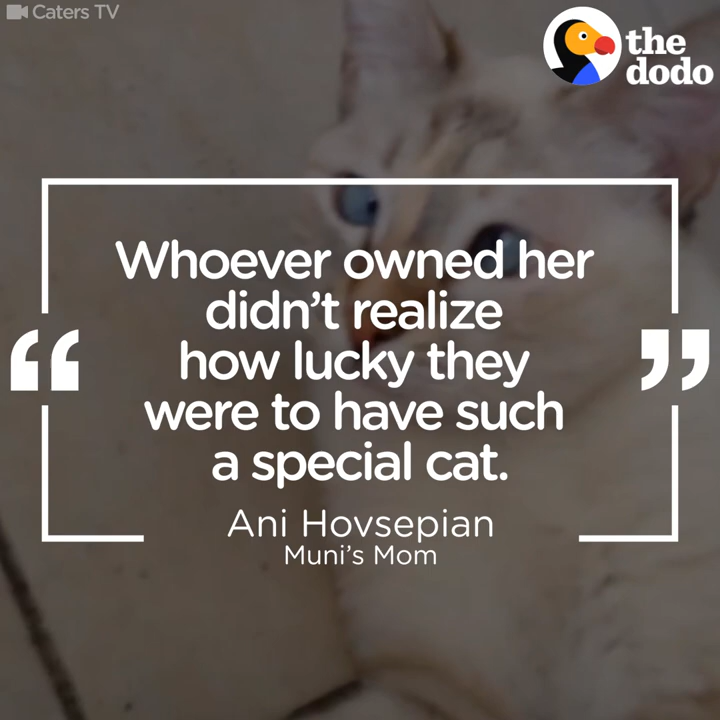 Caters TV
the
dodo
“
Whoever owned her
didn’t realize
how lucky they
were to have such
a special cat.
”
Ani Hovsepian
Muni’s Mom